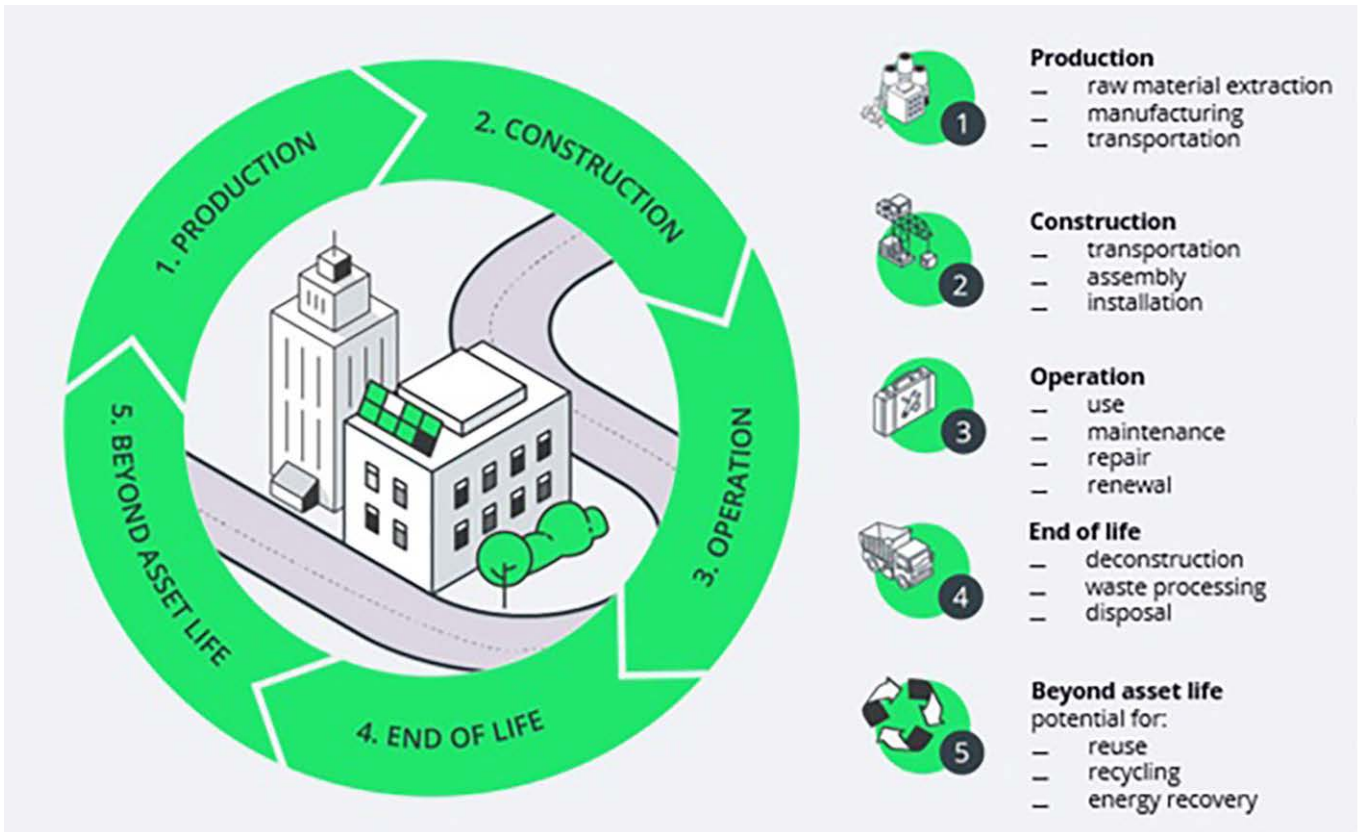 1. PRODUCTION
2. CONSTRUCTION
3. OPERATION
4. END OF LIFE
5. BEYOND ASSET LIFE
1
Production
– raw material extraction
– manufacturing
– transportation
2
Construction
– transportation
– assembly
– installation
3
Operation
– use
– maintenance
– repair
– renewal
4
End of life
– deconstruction
– waste processing
– disposal
5
Beyond asset life
potential for:
– reuse
– recycling
– energy recovery